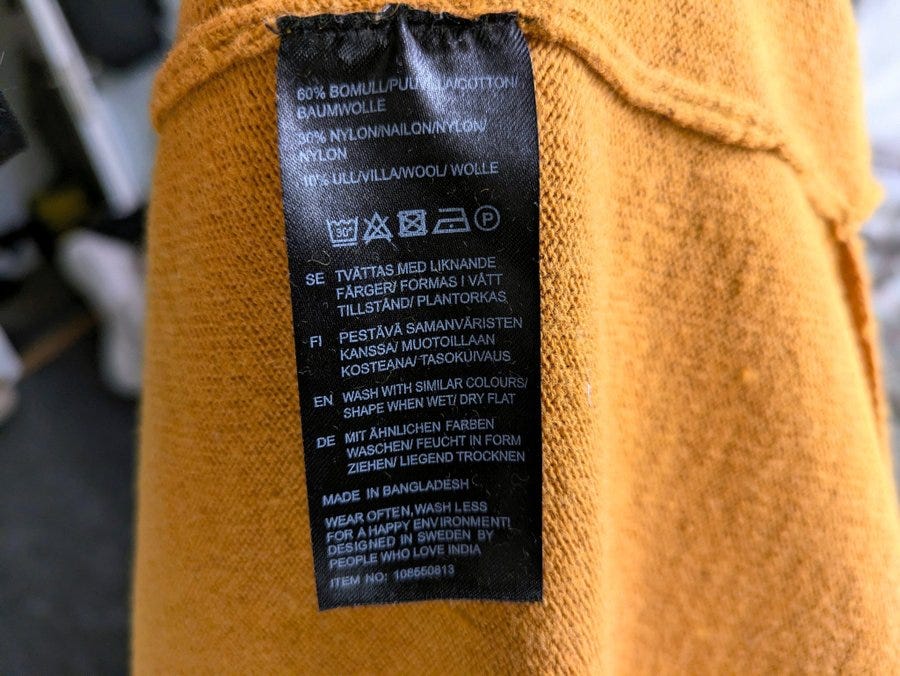 60% BOMULL/PUUVILLA/COTTON/
BAUMWOLLE
30% NYLON/NAILON/NYLON/
NYLON
10% ULL/VILLA/WOOL/ WOLLE
30° P
SE TVÄTTAS MED LIKNANDE
FÄRGER/ FORMAS I VÅTT
TILLSTÅND/ PLANTORKAS
FI PESTÄVÄ SAMANVÄRISTEN
KANSSA/ MUOTOILLAAN
KOSTEANA/ TASOKUIVAUS
EN WASH WITH SIMILAR COLOURS/
SHAPE WHEN WET/ DRY FLAT
DE MIT ÄHNLICHEN FARBEN
WASCHEN/ FEUCHT IN FORM
ZIEHEN/ LIEGEND TROCKNEN
MADE IN BANGLADESH
WEAR OFTEN, WASH LESS
FOR A HAPPY ENVIRONMENT!
DESIGNED IN SWEDEN BY
PEOPLE WHO LOVE INDIA
ITEM NO: 108550813